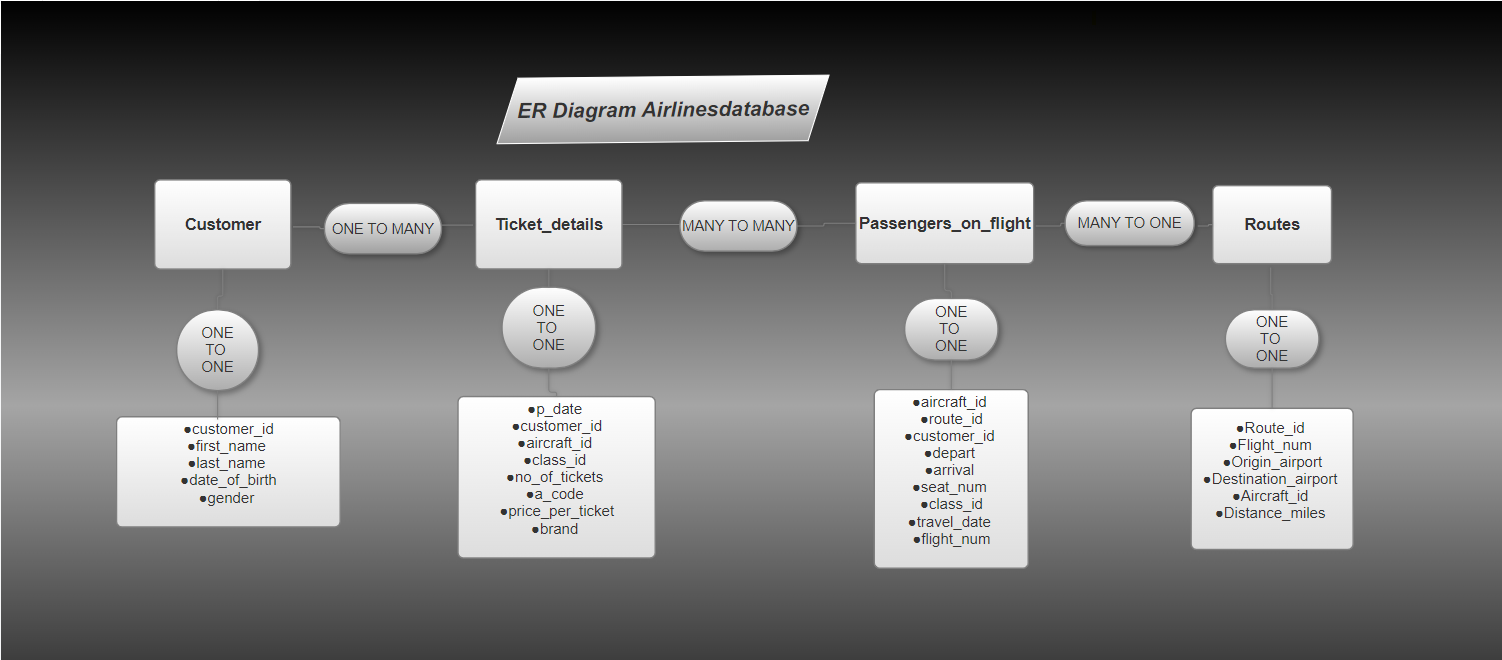 ER Diagram Airlinesdatabase
Customer
ONE TO MANY
Ticket_details
MANY TO MANY
Passengers_on_flight
MANY TO ONE
Routes
ONE
TO
ONE
ONE
TO
ONE
ONE
TO
ONE
ONE
TO
ONE
●customer_id
●first_name
●last_name
●date_of_birth
●gender
●p_date
●customer_id
●aircraft_id
●class_id
●no_of_tickets
●a_code
●price_per_ticket
●brand
●aircraft_id
●route_id
●customer_id
●depart
●arrival
●seat_num
●class_id
●travel_date
●flight_num
●Route_id
●Flight_num
●Origin_airport
●Destination_airport
●Aircraft_id
●Distance_miles